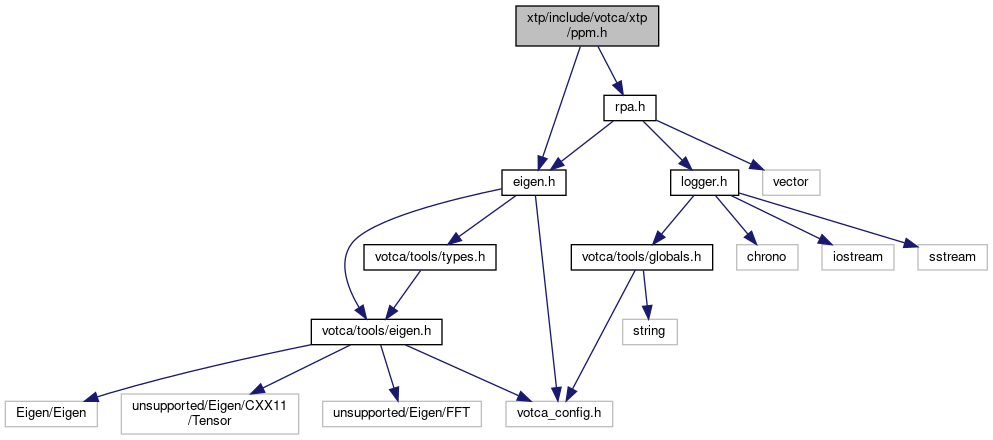 xtp/include/votca/xtp
/ppm.h
rpa.h
eigen.h
logger.h
vector
votca/tools/types.h
votca/tools/globals.h
chrono
iostream
sstream
votca/tools/eigen.h
string
Eigen/Eigen
unsupported/Eigen/CXX11
/Tensor
unsupported/Eigen/FFT
votca_config.h